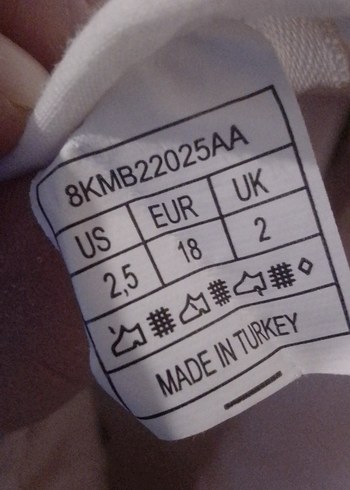 8KMB22025AA
US EUR UK
2,5 18 2
MADE IN TURKEY